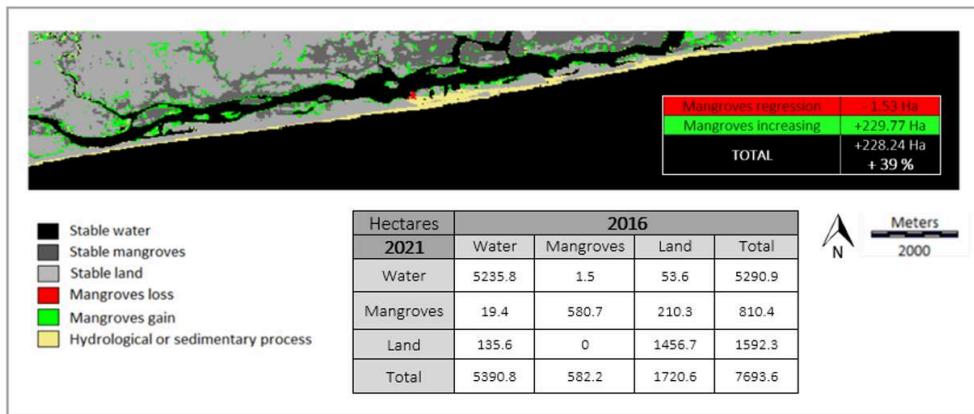 Mangroves regression - 1.53 Ha
Mangroves increasing +229.77 Ha
TOTAL +228.24 Ha
+ 39 %
Stable water
Stable mangroves
Stable land
Mangroves loss
Mangroves gain
Hydrological or sedimentary process
Hectares 2016
2021 Water Mangroves Land Total
Water 5235.8 1.5 53.6 5290.9
Mangroves 19.4 580.7 210.3 810.4
Land 135.6 0 1456.7 1592.3
Total 5390.8 582.2 1720.6 7693.6
N
Meters
2000